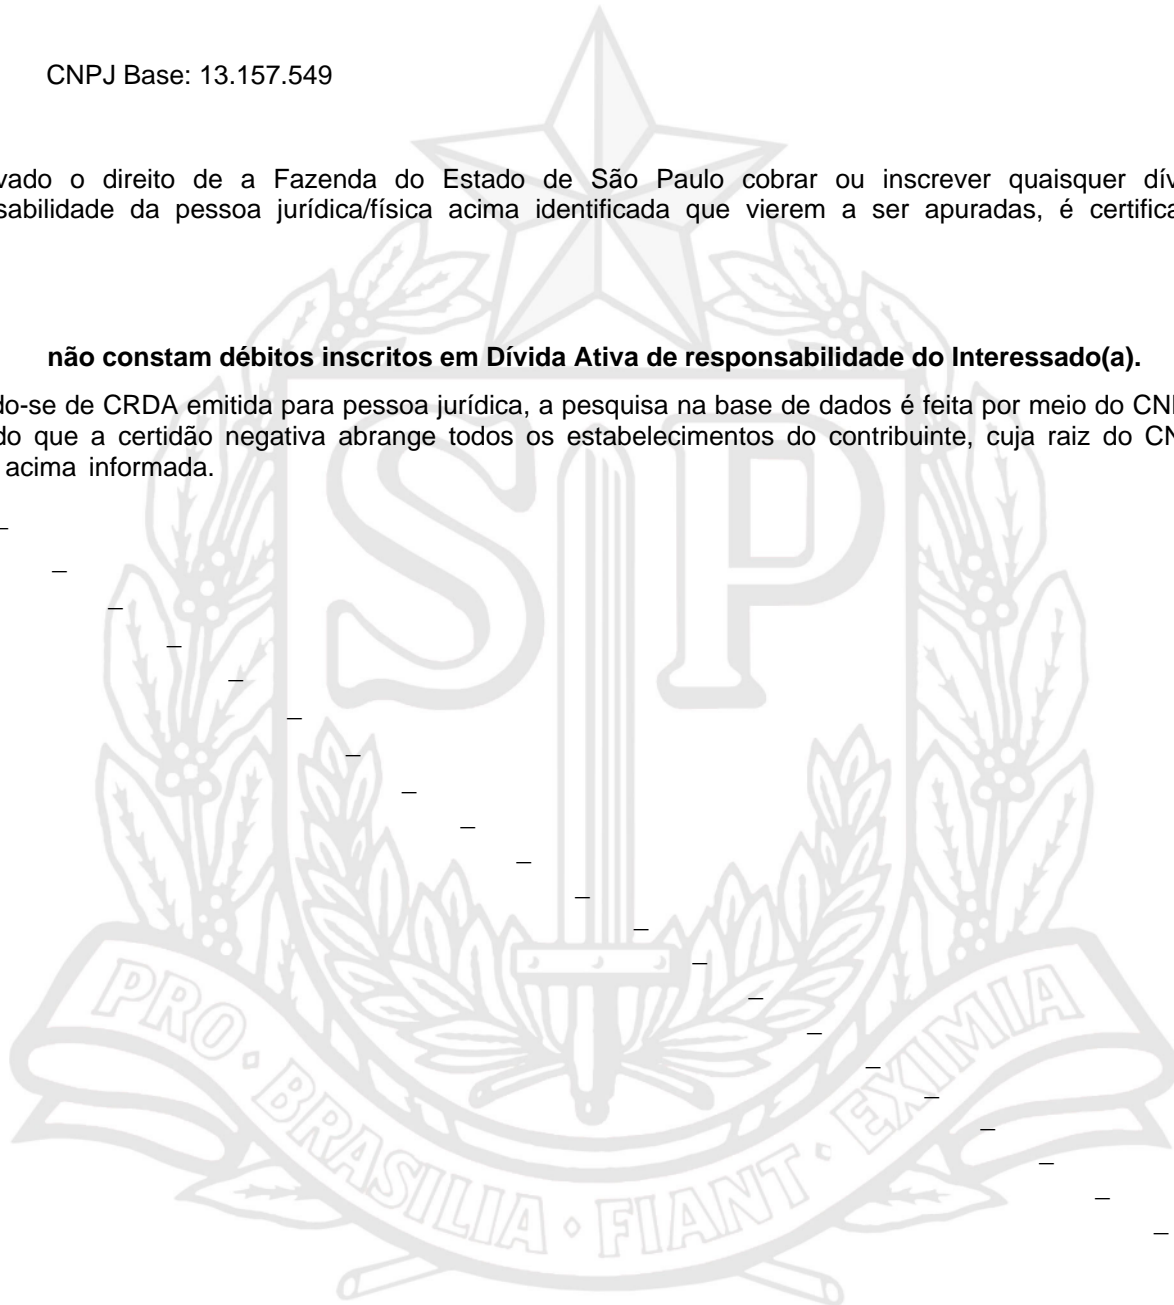 CNPJ Base: 13.157.549
vado o direito de a Fazenda do Estado de São Paulo cobrar ou inscrever quaisquer dív
sabilidade da pessoa jurídica/física acima identificada que vierem a ser apuradas, é certifica
não constam débitos inscritos em Dívida Ativa de responsabilidade do Interessado(a).
do-se de CRDA emitida para pessoa jurídica, a pesquisa na base de dados é feita por meio do CN
do que a certidão negativa abrange todos os estabelecimentos do contribuinte, cuja raiz do CN
acima informada.
SP
PRO · BRASILIA · FIANT · EXIMIA